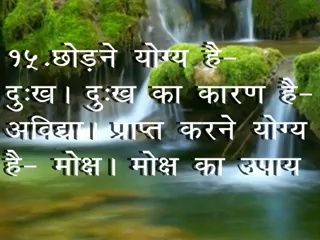 १५.छोड़ने योग्य है-
दुःख। दुःख का कारण है-
अविद्या। प्राप्त करने योग्य
है- मोक्ष। मोक्ष का उपाय